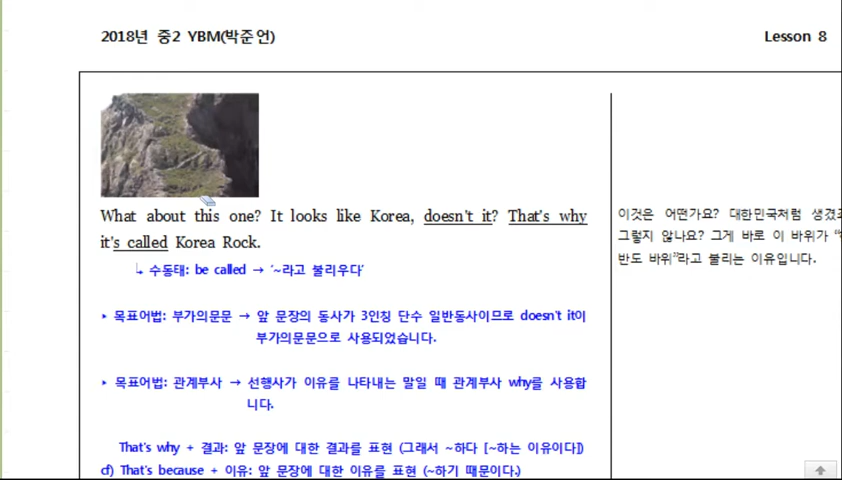 2018년 중2 YBM(박준언)
Lesson 8
What about this one? It looks like Korea, doesn't it? That's why
it's called Korea Rock.
↳ 수동태: be called → '~라고 불리우다'
▸ 목표어법: 부가의문문 → 앞 문장의 동사가 3인칭 단수 일반동사이므로 doesn't it이
부가의문문으로 사용되었습니다.
▸ 목표어법: 관계부사 → 선행사가 이유를 나타내는 말일 때 관계부사 why를 사용합
니다.
That's why + 결과: 앞 문장에 대한 결과를 표현 (그래서 ~하다 [~하는 이유이다])
cf) That's because + 이유: 앞 문장에 대한 이유를 표현 (~하기 때문이다.)
이것은 어떤가요? 대한민국처럼 생겼
그렇지 않나요? 그게 바로 이 바위가
반도 바위"라고 불리는 이유입니다.